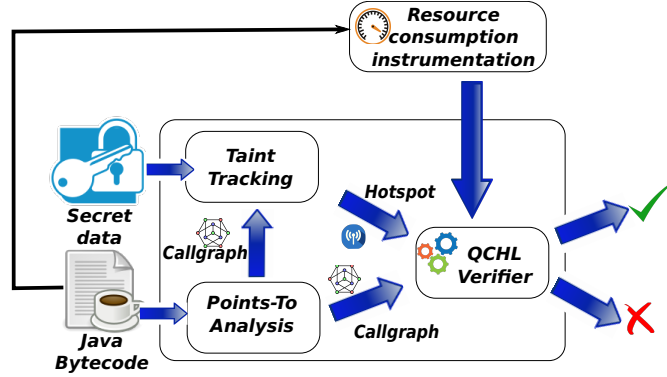 Resource
consumption
instrumentation
Taint
Tracking
Hotspot
Secret
data
Callgraph
QCHL
Verifier
Points-To
Analysis
Callgraph
Java
Bytecode